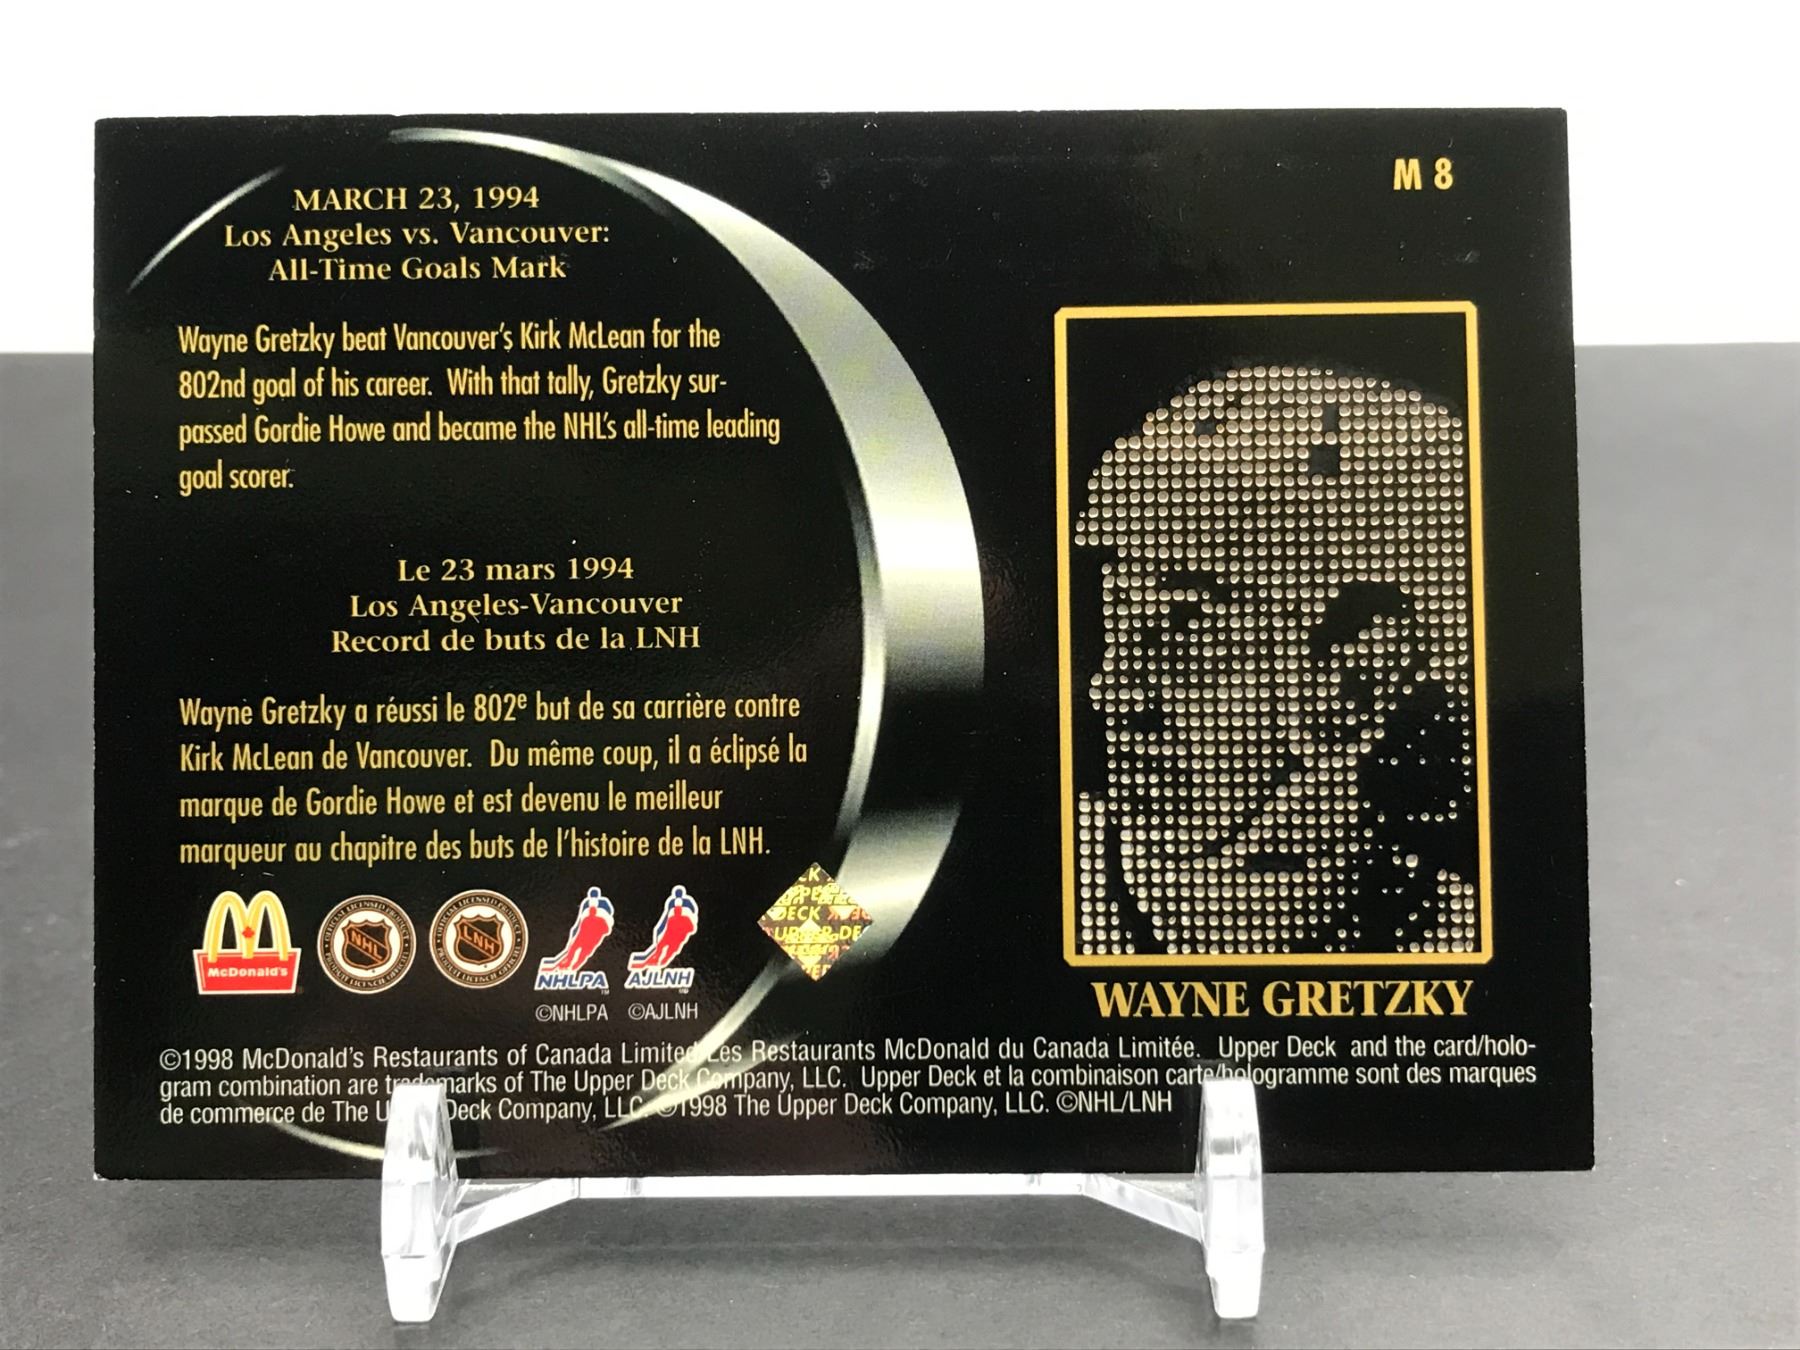 M 8
MARCH 23, 1994
Los Angeles vs. Vancouver:
All-Time Goals Mark
Wayne Gretzky beat Vancouver's Kirk McLean for the
802nd goal of his career. With that tally, Gretzky sur-
passed Gordie Howe and became the NHL's all-time leading
goal scorer.
Le 23 mars 1994
Los Angeles-Vancouver
Record de buts de la LNH
Wayne Gretzky a réussi le 802e but de sa carrière contre
Kirk McLean de Vancouver. Du même coup, il a éclipsé la
marque de Gordie Howe et est devenu le meilleur
marqueur au chapitre des buts de l'histoire de la LNH.
McDonald's
NHL
LNH
NHLPA
AJLNH
©NHLPA ©AJLNH
DECK
UPPER DE
WAYNE GRETZKY
©1998 McDonald's Restaurants of Canada Limited/Les Restaurants McDonald du Canada Limitée. Upper Deck and the card/holo-
gram combination are trademarks of The Upper Deck Company, LLC. Upper Deck et la combinaison carte/hologramme sont des marques
de commerce de The Upper Deck Company, LLC. ©1998 The Upper Deck Company, LLC. ©NHL/LNH